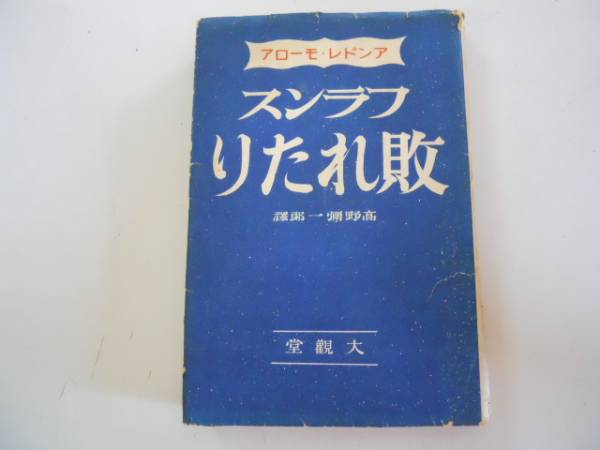 アンドレ・モーロア
フランス
敗れたり
高野彌一郎譯
大觀堂